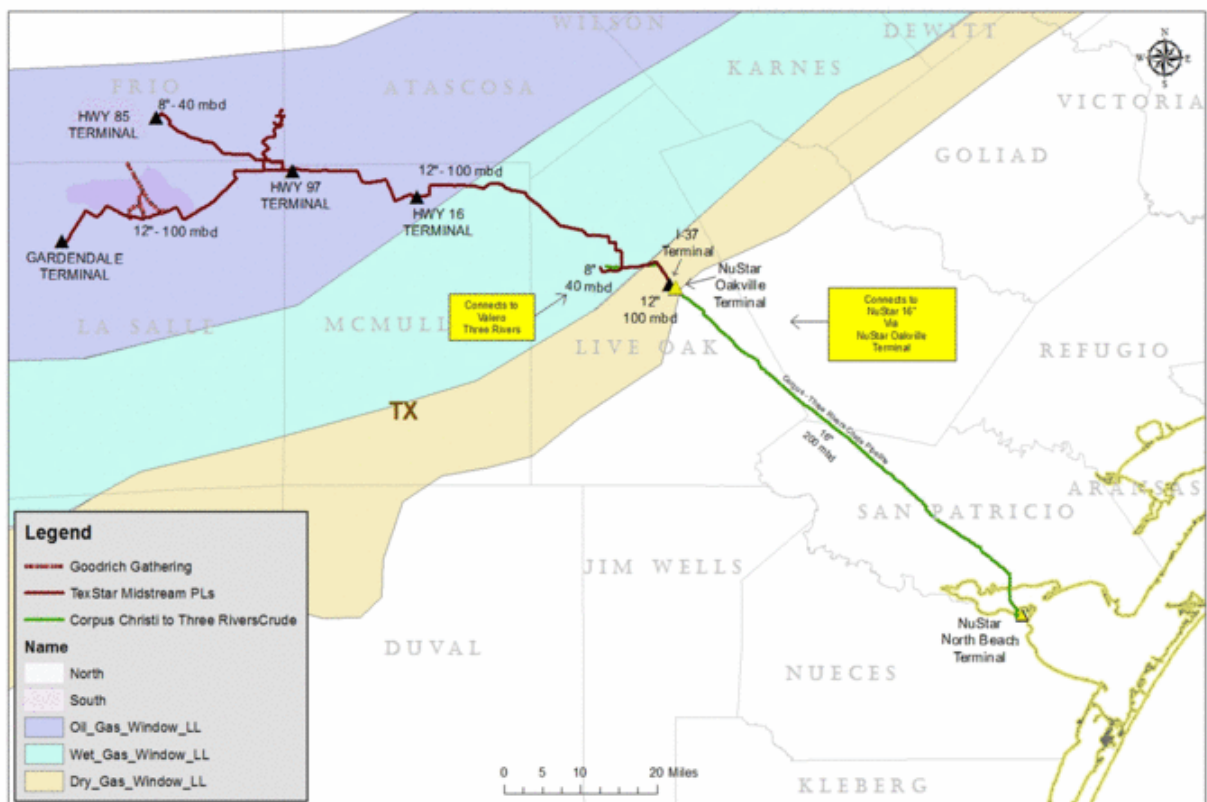 WILSON
DEWITT
KARNES
VICTORIA
FRIO
ATASCOSA
GOLIAD
N
W
E
S
8"- 40 mbd
HWY 85
TERMINAL
HWY 97
TERMINAL
12"- 100 mbd
HWY 16
TERMINAL
12"- 100 mbd
GARDENDALE
TERMINAL
I-37
Terminal
NuStar
Oakville
Terminal
8"
40 mbd
12"
100 mbd
Connects to
Valero
Three Rivers
Connects to
NuStar 16"
Via
NuStar Oakville
Terminal
LA SALLE
MCMULL
LIVE OAK
REFUGIO
TX
Corpus - Three Rivers Crude Pipeline
16"
200 mbd
ARANSAS
SAN PATRICIO
JIM WELLS
DUVAL
NUECES
KLEBERG
NuStar
North Beach
Terminal
Legend
Goodrich Gathering
TexStar Midstream PLs
Corpus Christi to Three RiversCrude
Name
North
South
Oil_Gas_Window_LL
Wet_Gas_Window_LL
Dry_Gas_Window_LL
0 5 10 20 Miles